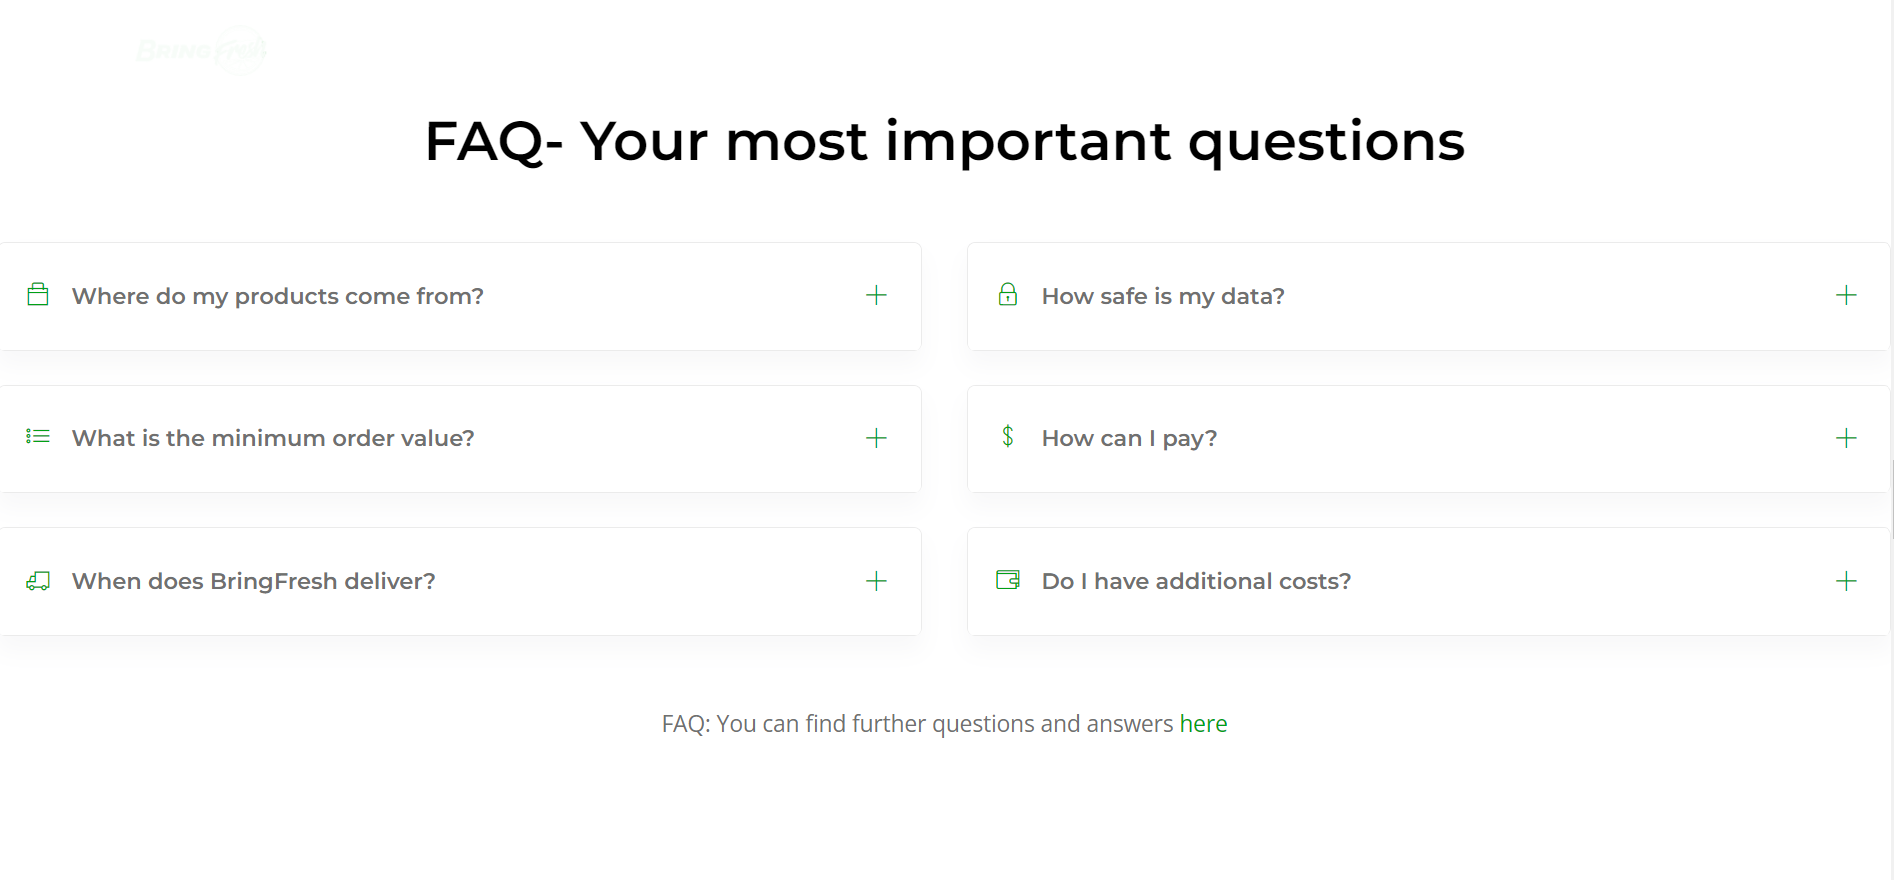 BRING
FAQ- Your most important questions
Where do my products come from?
How safe is my data?
What is the minimum order value?
How can I pay?
When does BringFresh deliver?
Do I have additional costs?
FAQ: You can find further questions and answers here